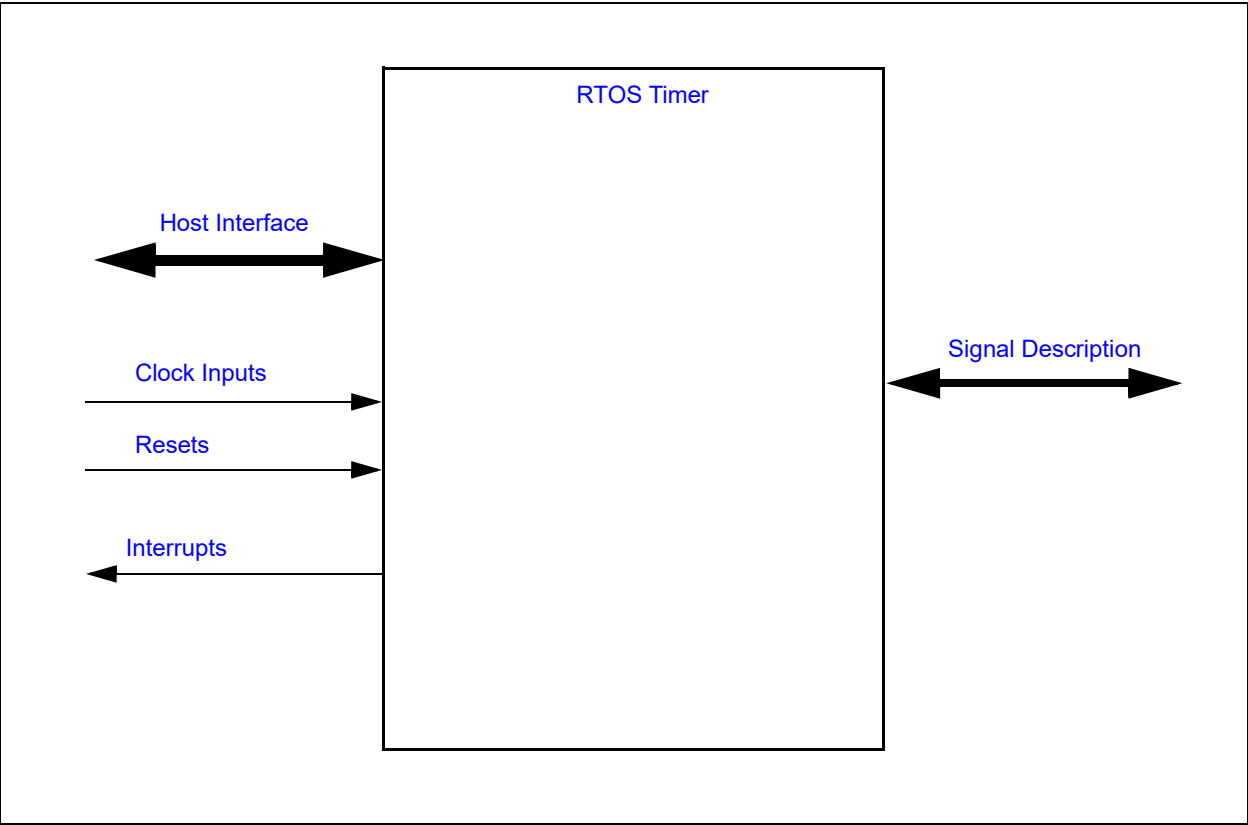 RTOS Timer
Host Interface
Signal Description
Clock Inputs
Resets
Interrupts